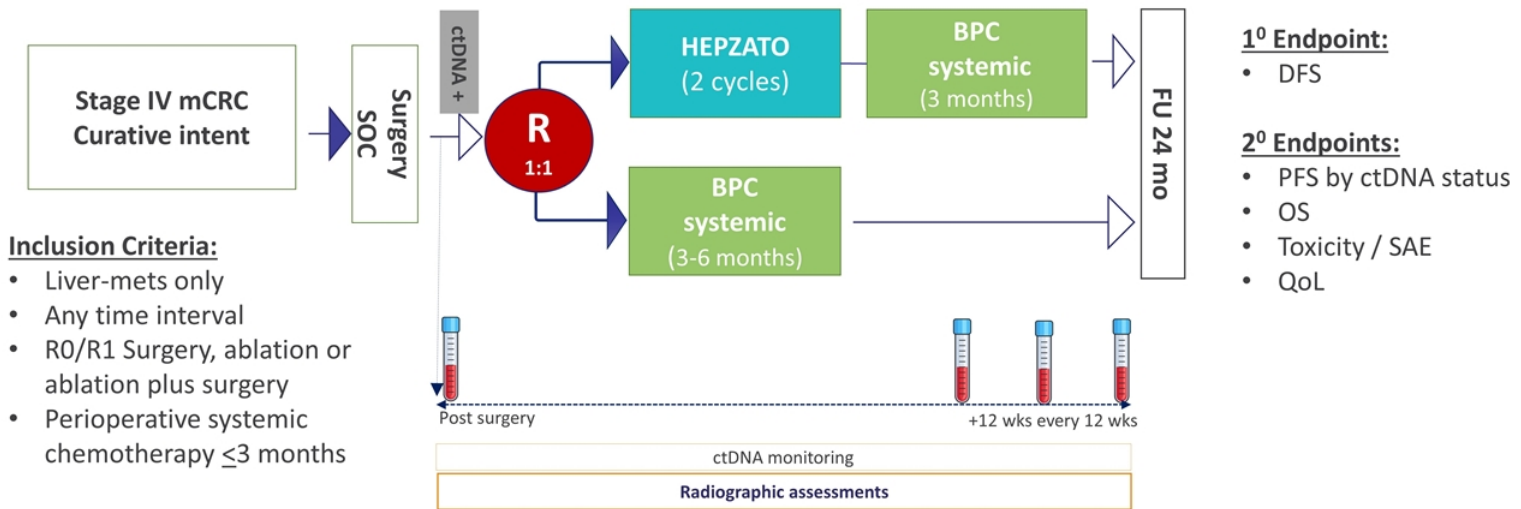 Stage IV mCRC
Curative intent
Surgery
SOC
ctDNA +
R
1:1
HEPZATO
(2 cycles)
BPC
systemic
(3 months)
BPC
systemic
(3-6 months)
FU 24 mo
1⁰ Endpoint:
• DFS
2⁰ Endpoints:
• PFS by ctDNA status
• OS
• Toxicity / SAE
• QoL
Inclusion Criteria:
• Liver-mets only
• Any time interval
• R0/R1 Surgery, ablation or
ablation plus surgery
• Perioperative systemic
chemotherapy ≤3 months
Post surgery
+12 wks every 12 wks
ctDNA monitoring
Radiographic assessments